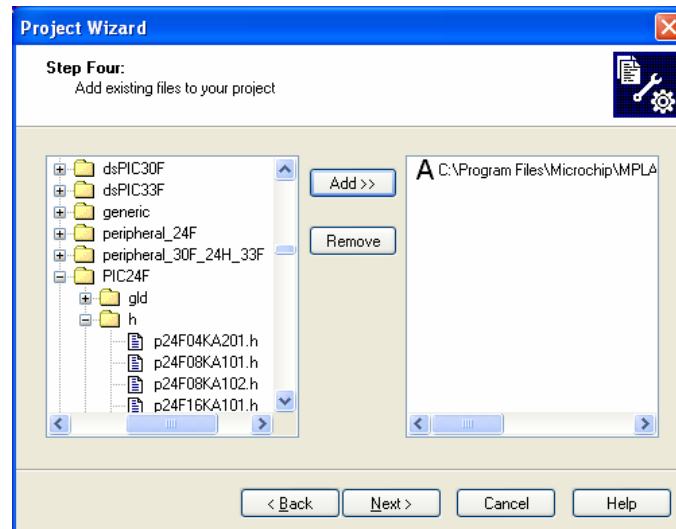 Project Wizard
Step Four:
Add existing files to your project
dsPIC30F
dsPIC33F
generic
peripheral_24F
peripheral_30F_24H_33F
PIC24F
gld
h
p24F04KA201.h
p24F08KA101.h
p24F08KA102.h
p24F16KA101.h
Add >>
Remove
A C:\Program Files\Microchip\MPLA
< Back
Next >
Cancel
Help